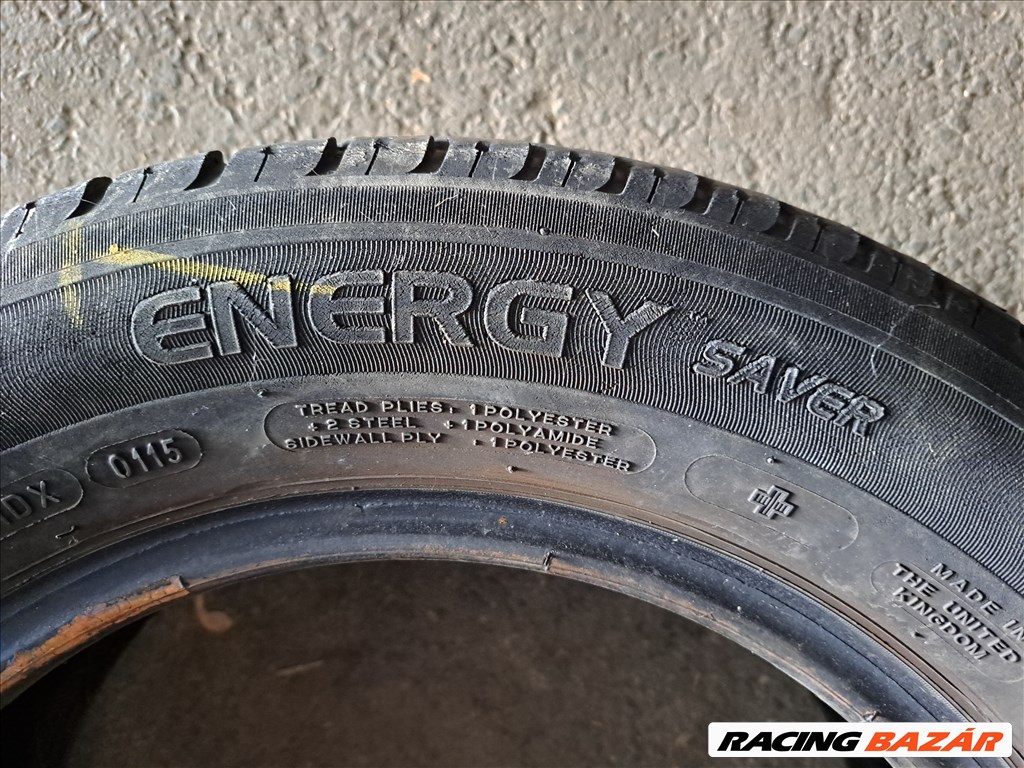 ENERGY SAVER
TREAD PLIES, 1 POLYESTER
+2 STEEL +1 POLYAMIDE
SIDEWALL PLY - 1 POLYESTER
DX 0115
MADE IN
THE UNITED
KINGDOM
RACING BAZÁR